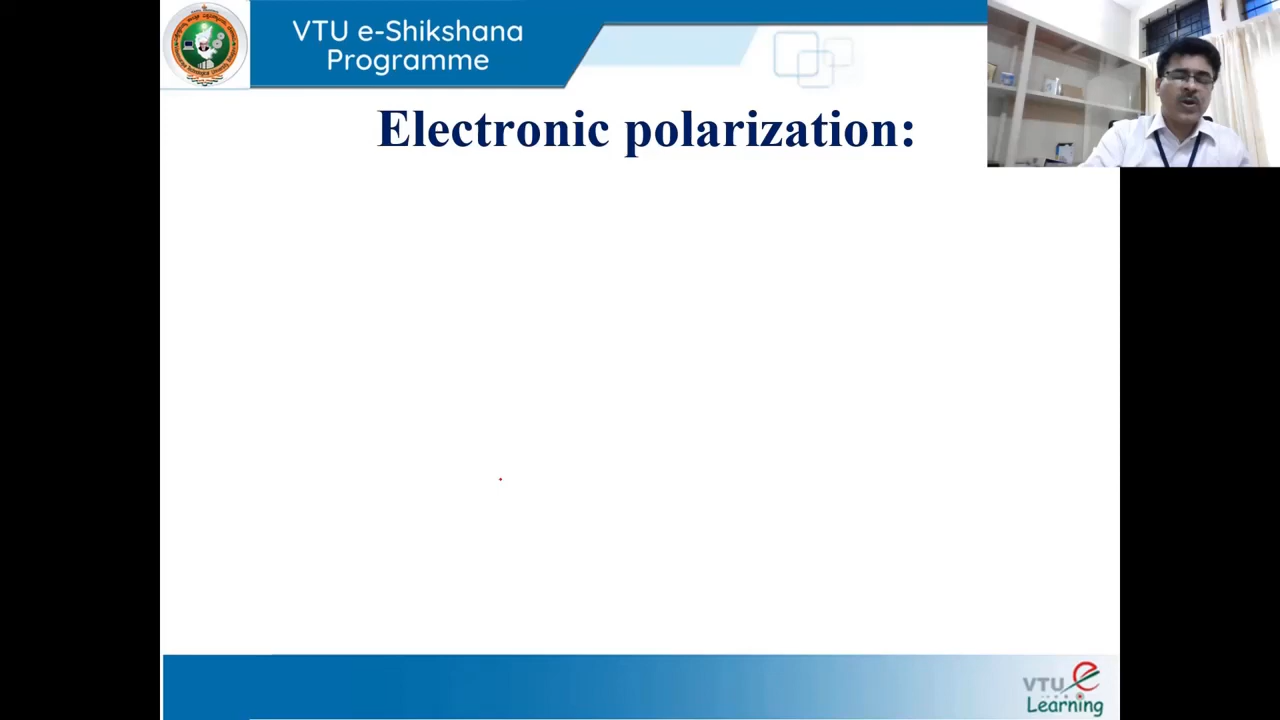 VTU e-Shikshana
Programme
Electronic polarization:
VTU e
Learning